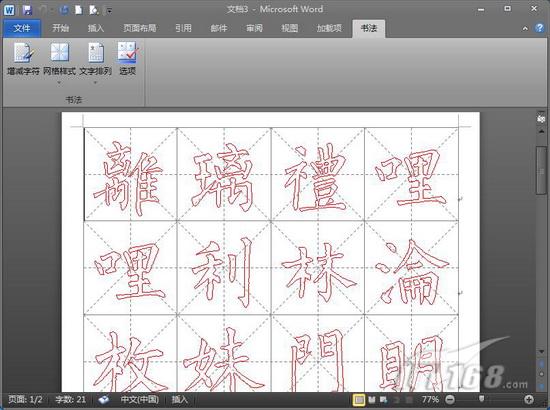 文档3 - Microsoft Word
文件 开始 插入 页面布局 引用 邮件 审阅 视图 加载项 书法
增减字符 网格样式 文字排列 选项
书法
離 璃 禮 哩
哩 利 林 淪
枚 妹 門 明
IT168.com
页面: 1/2 字数: 21 中文(中国) 插入 77%